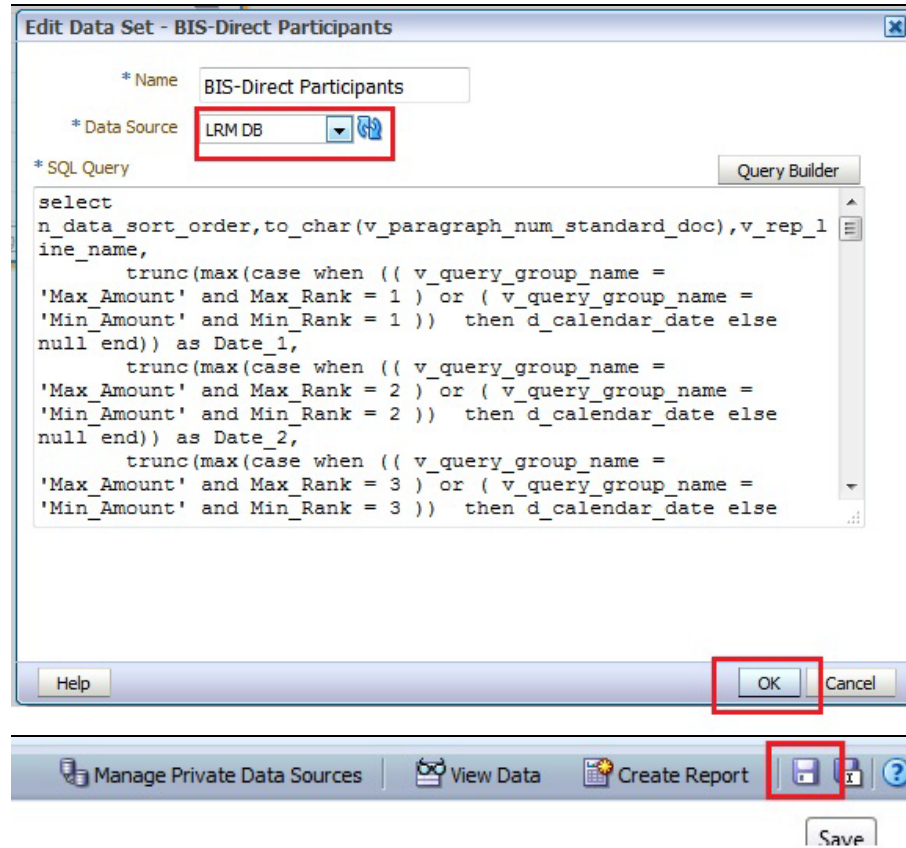 Edit Data Set - BIS-Direct Participants
* Name BIS-Direct Participants
* Data Source LRM DB
* SQL Query Query Builder
select
n_data_sort_order,to_char(v_paragraph_num_standard_doc),v_rep_l
ine_name,
trunc(max(case when (( v_query_group_name =
'Max_Amount' and Max_Rank = 1 ) or ( v_query_group_name =
'Min_Amount' and Min_Rank = 1 )) then d_calendar_date else
null end)) as Date_1,
trunc(max(case when (( v_query_group_name =
'Max_Amount' and Max_Rank = 2 ) or ( v_query_group_name =
'Min_Amount' and Min_Rank = 2 )) then d_calendar_date else
null end)) as Date_2,
trunc(max(case when (( v_query_group_name =
'Max_Amount' and Max_Rank = 3 ) or ( v_query_group_name =
'Min_Amount' and Min_Rank = 3 )) then d_calendar_date else
Help OK Cancel
Manage Private Data Sources View Data Create Report
Save